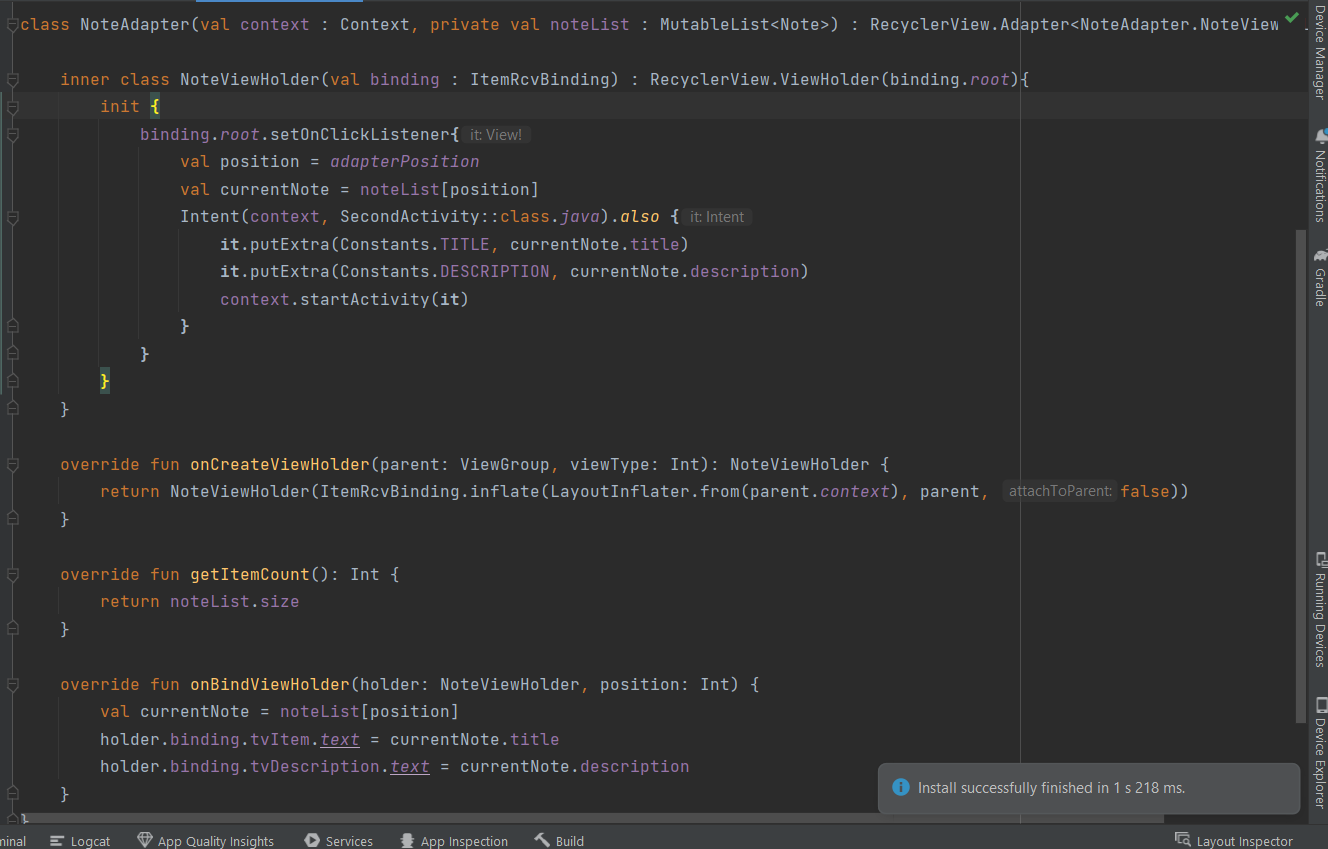 class NoteAdapter(val context : Context, private val noteList : MutableList<Note>) : RecyclerView.Adapter<NoteAdapter.NoteView
inner class NoteViewHolder(val binding : ItemRcvBinding) : RecyclerView.ViewHolder(binding.root){
init {
binding.root.setOnClickListener{ it: View!
val position = adapterPosition
val currentNote = noteList[position]
Intent(context, SecondActivity::class.java).also { it: Intent
it.putExtra(Constants.TITLE, currentNote.title)
it.putExtra(Constants.DESCRIPTION, currentNote.description)
context.startActivity(it)
}
}
}
}
override fun onCreateViewHolder(parent: ViewGroup, viewType: Int): NoteViewHolder {
return NoteViewHolder(ItemRcvBinding.inflate(LayoutInflater.from(parent.context), parent, attachToParent: false))
}
override fun getItemCount(): Int {
return noteList.size
}
override fun onBindViewHolder(holder: NoteViewHolder, position: Int) {
val currentNote = noteList[position]
holder.binding.tvItem.text = currentNote.title
holder.binding.tvDescription.text = currentNote.description
}
}
Install successfully finished in 1 s 218 ms.
Device Manager
Notifications
Gradle
Running Devices
Device Explorer
minal
Logcat
App Quality Insights
Services
App Inspection
Build
Layout Inspector